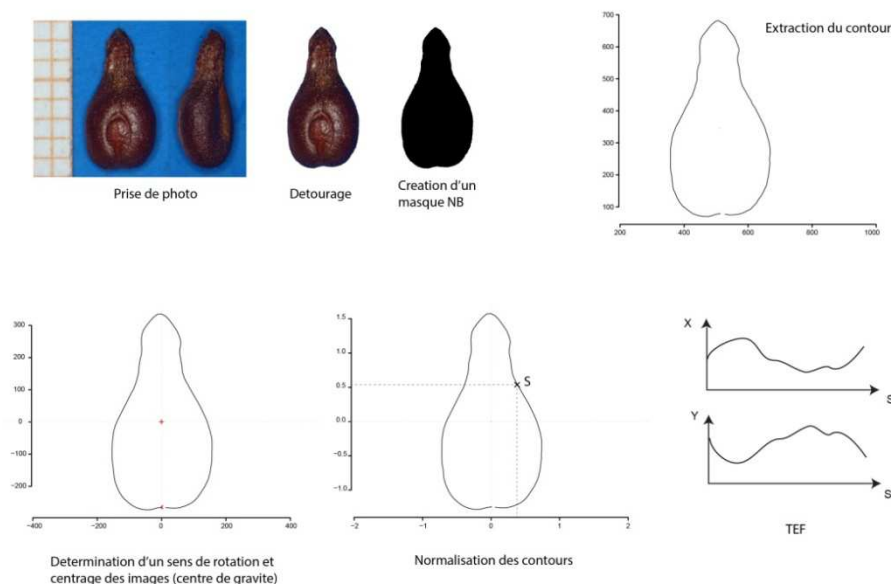 Prise de photo
Detourage
Creation d'un
masque NB
Extraction du contour
700
600
500
400
300
200
100
200
400
600
800
1000
300
200
100
0
−100
−200
−400
−200
0
200
400
Determination d'un sens de rotation et
centrage des images (centre de gravite)
1.5
1.0
0.5
0.0
−0.5
−1.0
S
−2
−1
0
1
2
Normalisation des contours
X
S
Y
S
TEF